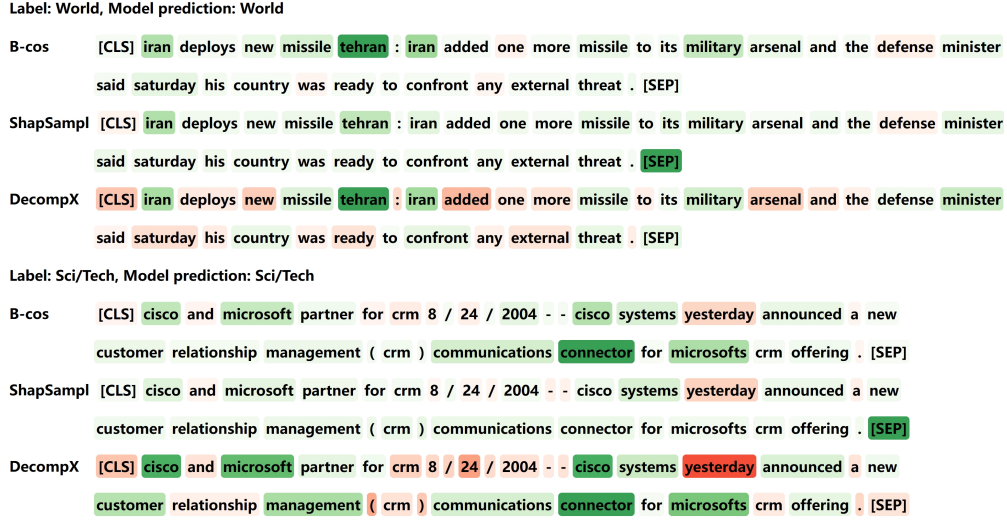 Label: World, Model prediction: World
B-cos [CLS] iran deploys new missile tehran : iran added one more missile to its military arsenal and the defense minister
said saturday his country was ready to confront any external threat . [SEP]
ShapSampl [CLS] iran deploys new missile tehran : iran added one more missile to its military arsenal and the defense minister
said saturday his country was ready to confront any external threat . [SEP]
DecompX [CLS] iran deploys new missile tehran : iran added one more missile to its military arsenal and the defense minister
said saturday his country was ready to confront any external threat . [SEP]
Label: Sci/Tech, Model prediction: Sci/Tech
B-cos [CLS] cisco and microsoft partner for crm 8 / 24 / 2004 - - cisco systems yesterday announced a new
customer relationship management ( crm ) communications connector for microsofts crm offering . [SEP]
ShapSampl [CLS] cisco and microsoft partner for crm 8 / 24 / 2004 - - cisco systems yesterday announced a new
customer relationship management ( crm ) communications connector for microsofts crm offering . [SEP]
DecompX [CLS] cisco and microsoft partner for crm 8 / 24 / 2004 - - cisco systems yesterday announced a new
customer relationship management ( crm ) communications connector for microsofts crm offering . [SEP]